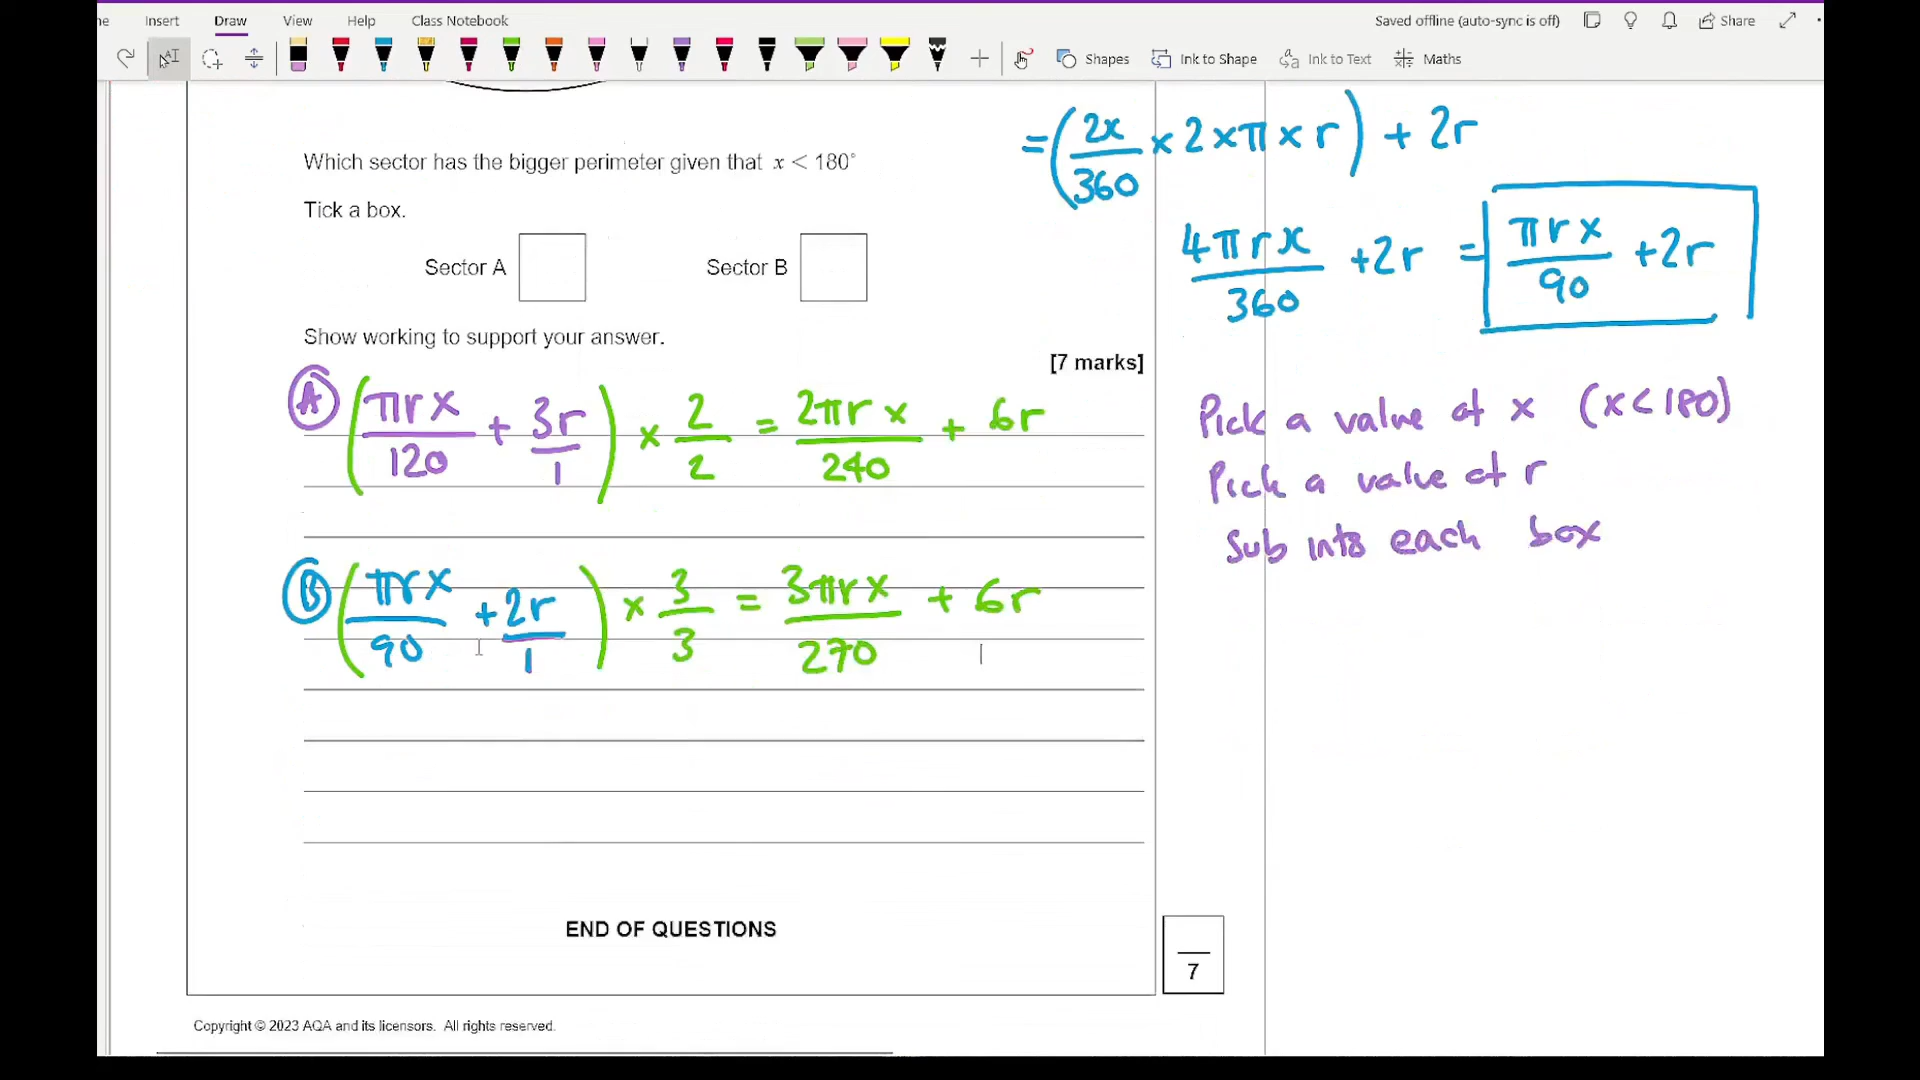 Insert Draw View Help Class Notebook Saved offline (auto-sync is off) Share
Shapes Ink to Shape Ink to Text Maths
= (2x/360 × 2 × π × r) + 2r
Which sector has the bigger perimeter given that x < 180°
Tick a box.
Sector A Sector B
4πrx/360 + 2r = πrx/90 + 2r
Show working to support your answer.
[7 marks]
A (πrx/120 + 3r/1) × 2/2 = 2πrx/240 + 6r
Pick a value of x (x<180)
Pick a value of r
Sub into each box
B (πrx/90 + 2r/1) × 3/3 = 3πrx/270 + 6r
END OF QUESTIONS
7
Copyright © 2023 AQA and its licensors. All rights reserved.